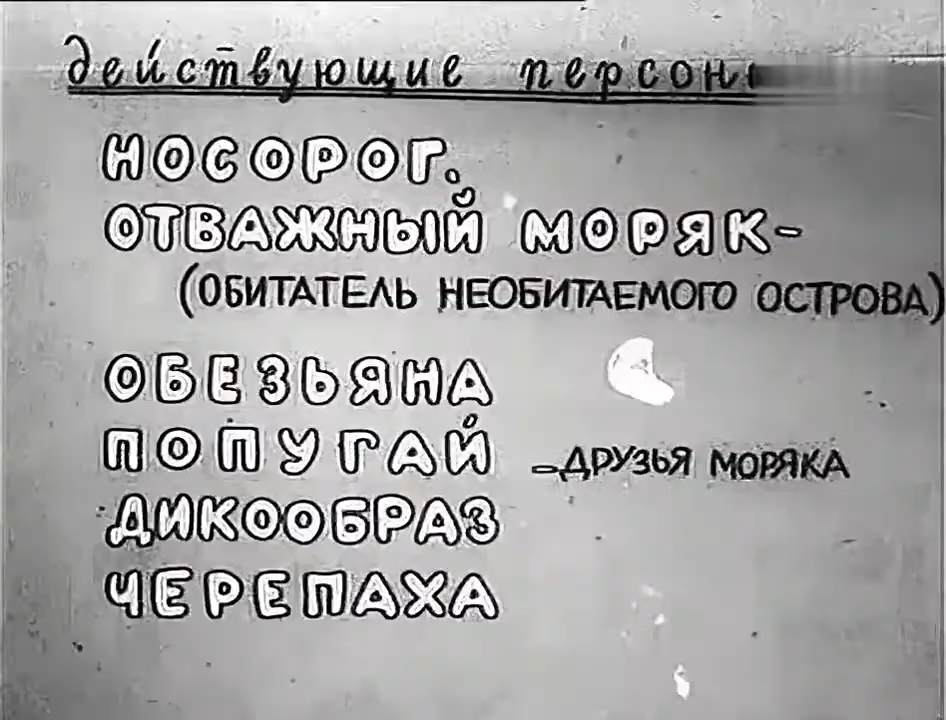 действующие персон
НОСОРОГ.
ОТВАЖНЫЙ МОРЯК-
(ОБИТАТЕЛЬ НЕОБИТАЕМОГО ОСТРОВА)
ОБЕЗЬЯНА
ПОПУГАЙ
-ДРУЗЬЯ МОРЯКА
ДИКООБРАЗ
ЧЕРЕПАХА